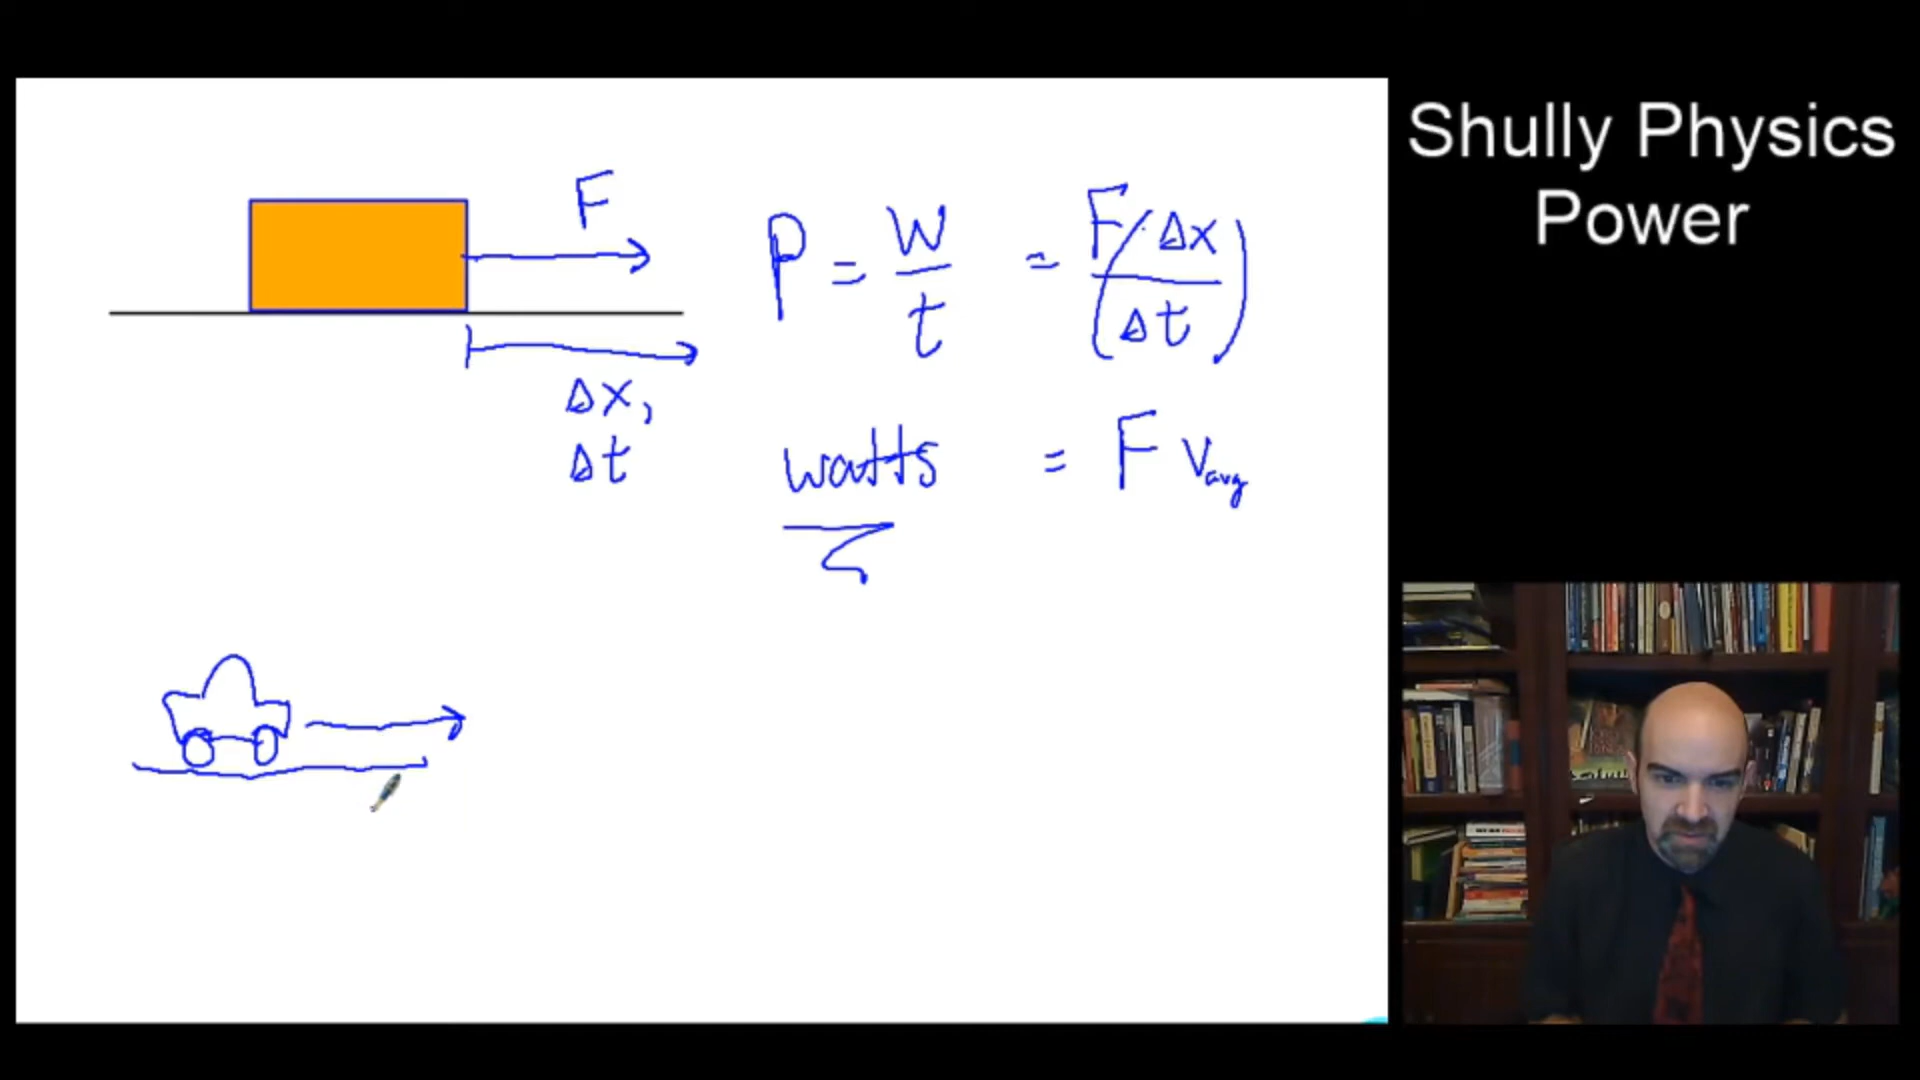 Shully Physics
Power
F
P = W/t = F(Δx/Δt)
Δx,
Δt
watts = F v_avg